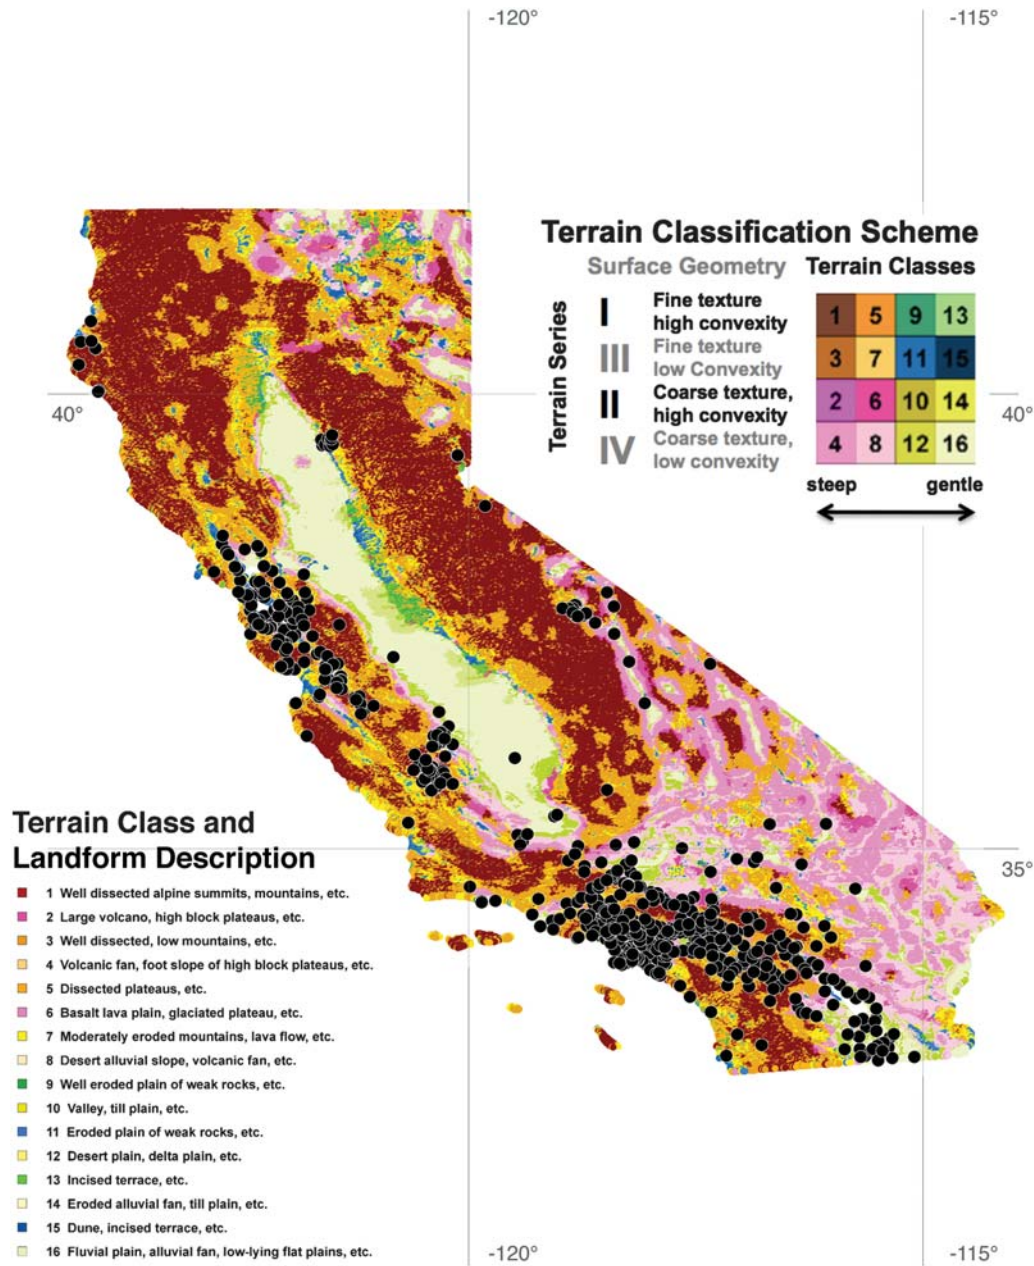 -120°
-115°
Terrain Classification Scheme
Surface Geometry
Terrain Classes
Terrain Series
I
Fine texture
high convexity
III
Fine texture
low Convexity
II
Coarse texture,
high convexity
IV
Coarse texture,
low convexity
1 5 9 13
3 7 11 15
2 6 10 14
4 8 12 16
steep
gentle
40°
40°
35°
Terrain Class and
Landform Description
1 Well dissected alpine summits, mountains, etc.
2 Large volcano, high block plateaus, etc.
3 Well dissected, low mountains, etc.
4 Volcanic fan, foot slope of high block plateaus, etc.
5 Dissected plateaus, etc.
6 Basalt lava plain, glaciated plateau, etc.
7 Moderately eroded mountains, lava flow, etc.
8 Desert alluvial slope, volcanic fan, etc.
9 Well eroded plain of weak rocks, etc.
10 Valley, till plain, etc.
11 Eroded plain of weak rocks, etc.
12 Desert plain, delta plain, etc.
13 Incised terrace, etc.
14 Eroded alluvial fan, till plain, etc.
15 Dune, incised terrace, etc.
16 Fluvial plain, alluvial fan, low-lying flat plains, etc.
-120°
-115°